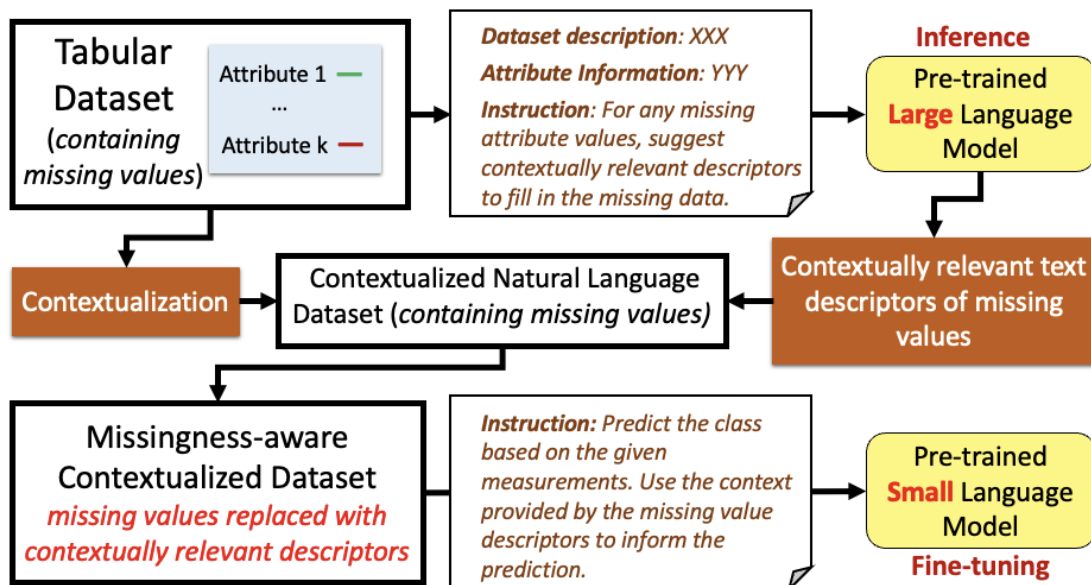 Tabular
Dataset
(containing
missing values)
Attribute 1
...
Attribute k
Dataset description: XXX
Attribute Information: YYY
Instruction: For any missing
attribute values, suggest
contextually relevant descriptors
to fill in the missing data.
Inference
Pre-trained
Large Language
Model
Contextualization
Contextualized Natural Language
Dataset (containing missing values)
Contextually relevant text
descriptors of missing
values
Missingness-aware
Contextualized Dataset
missing values replaced with
contextually relevant descriptors
Instruction: Predict the class
based on the given
measurements. Use the context
provided by the missing value
descriptors to inform the
prediction.
Pre-trained
Small Language
Model
Fine-tuning